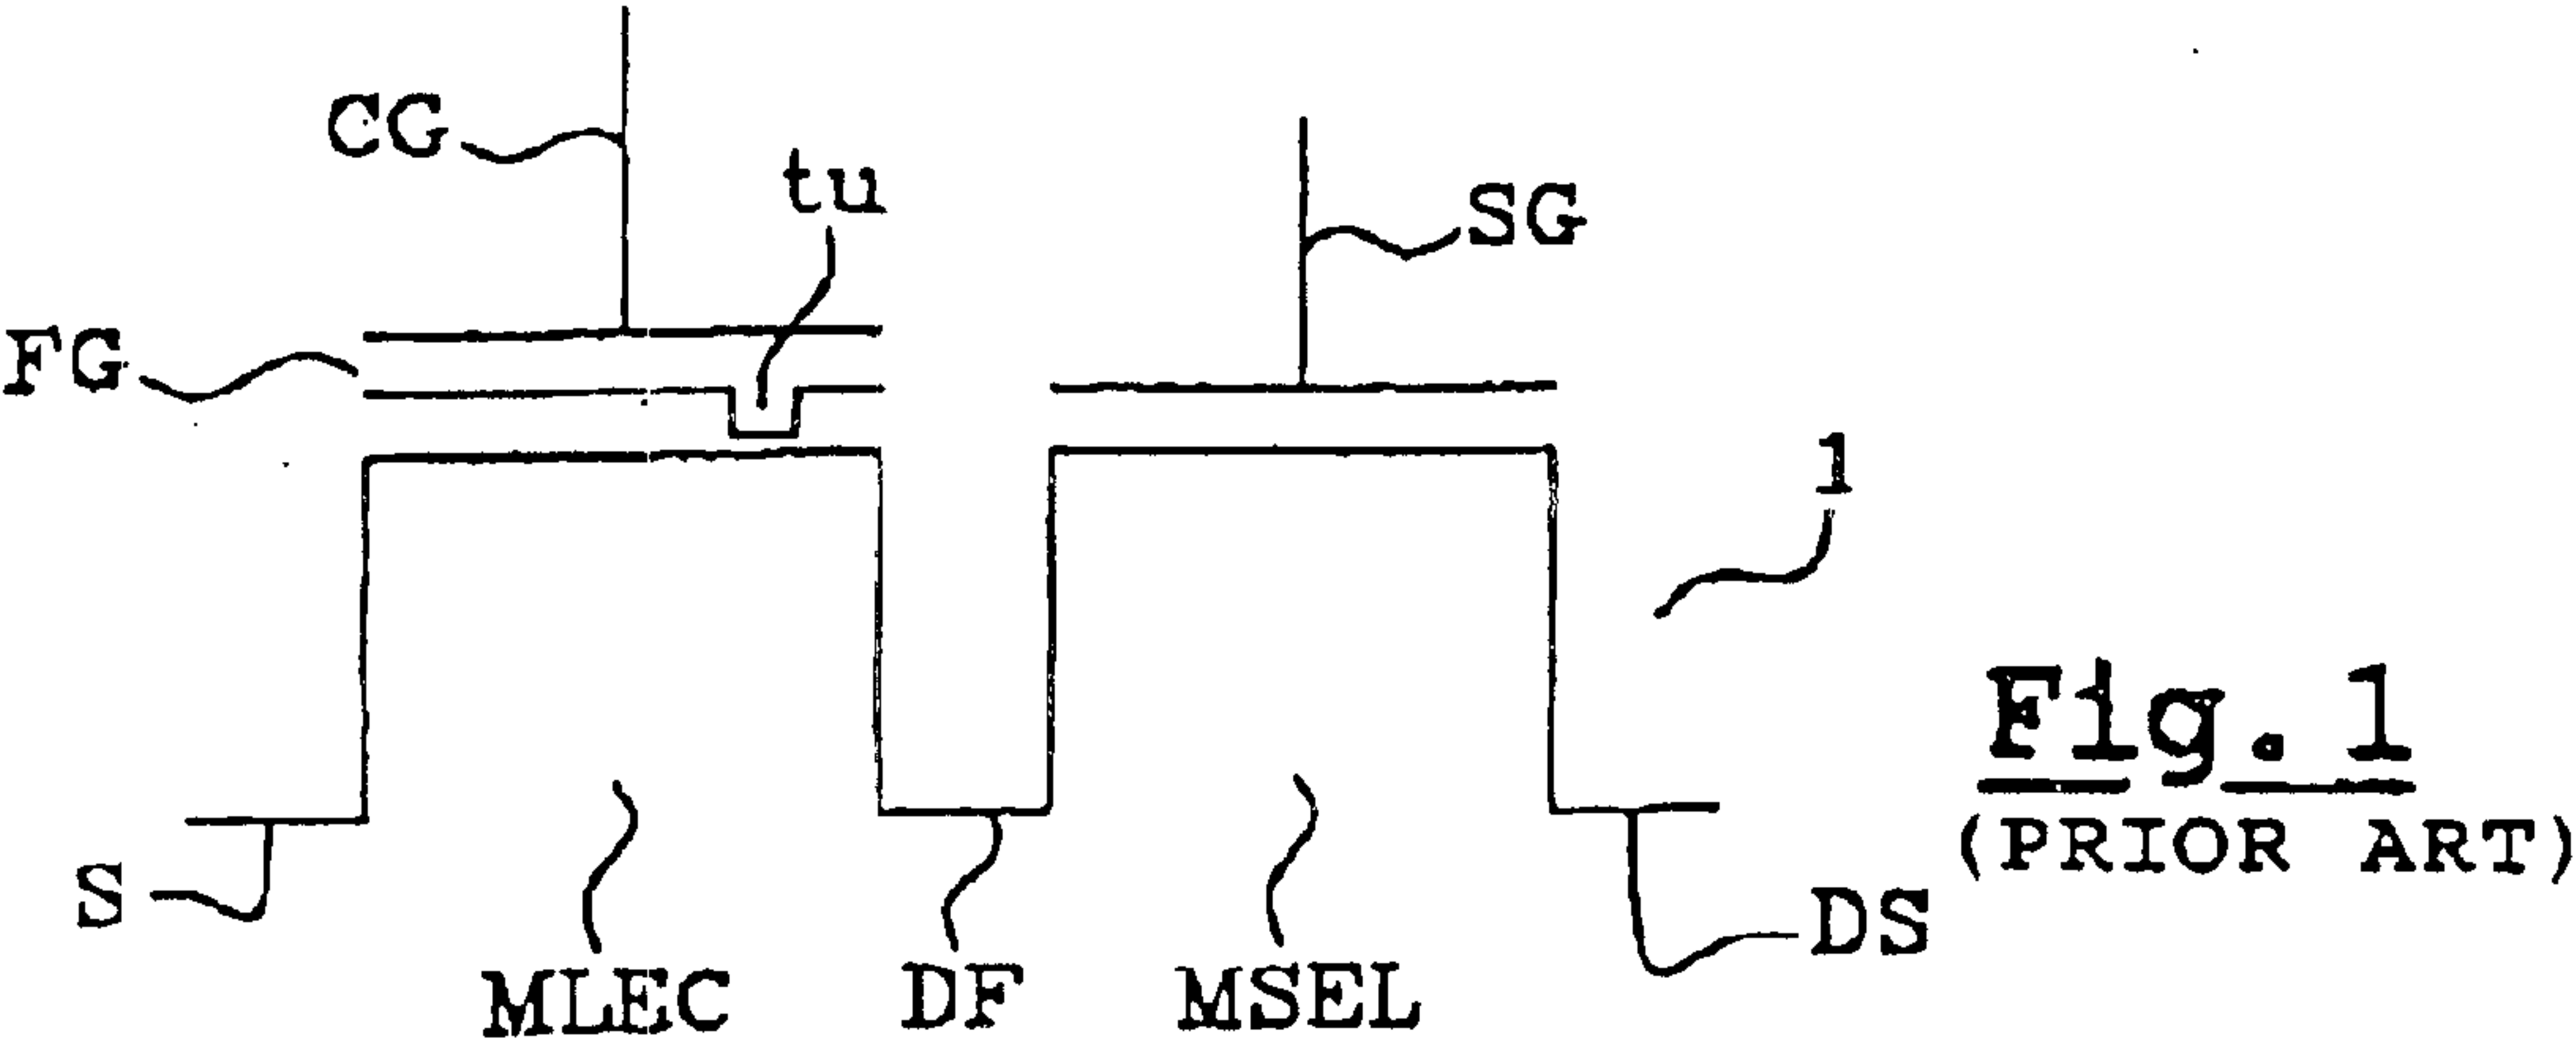 CG
tu
SG
FG
1
Fig. 1
(PRIOR ART)
S
DS
MLEC
DF
MSEL